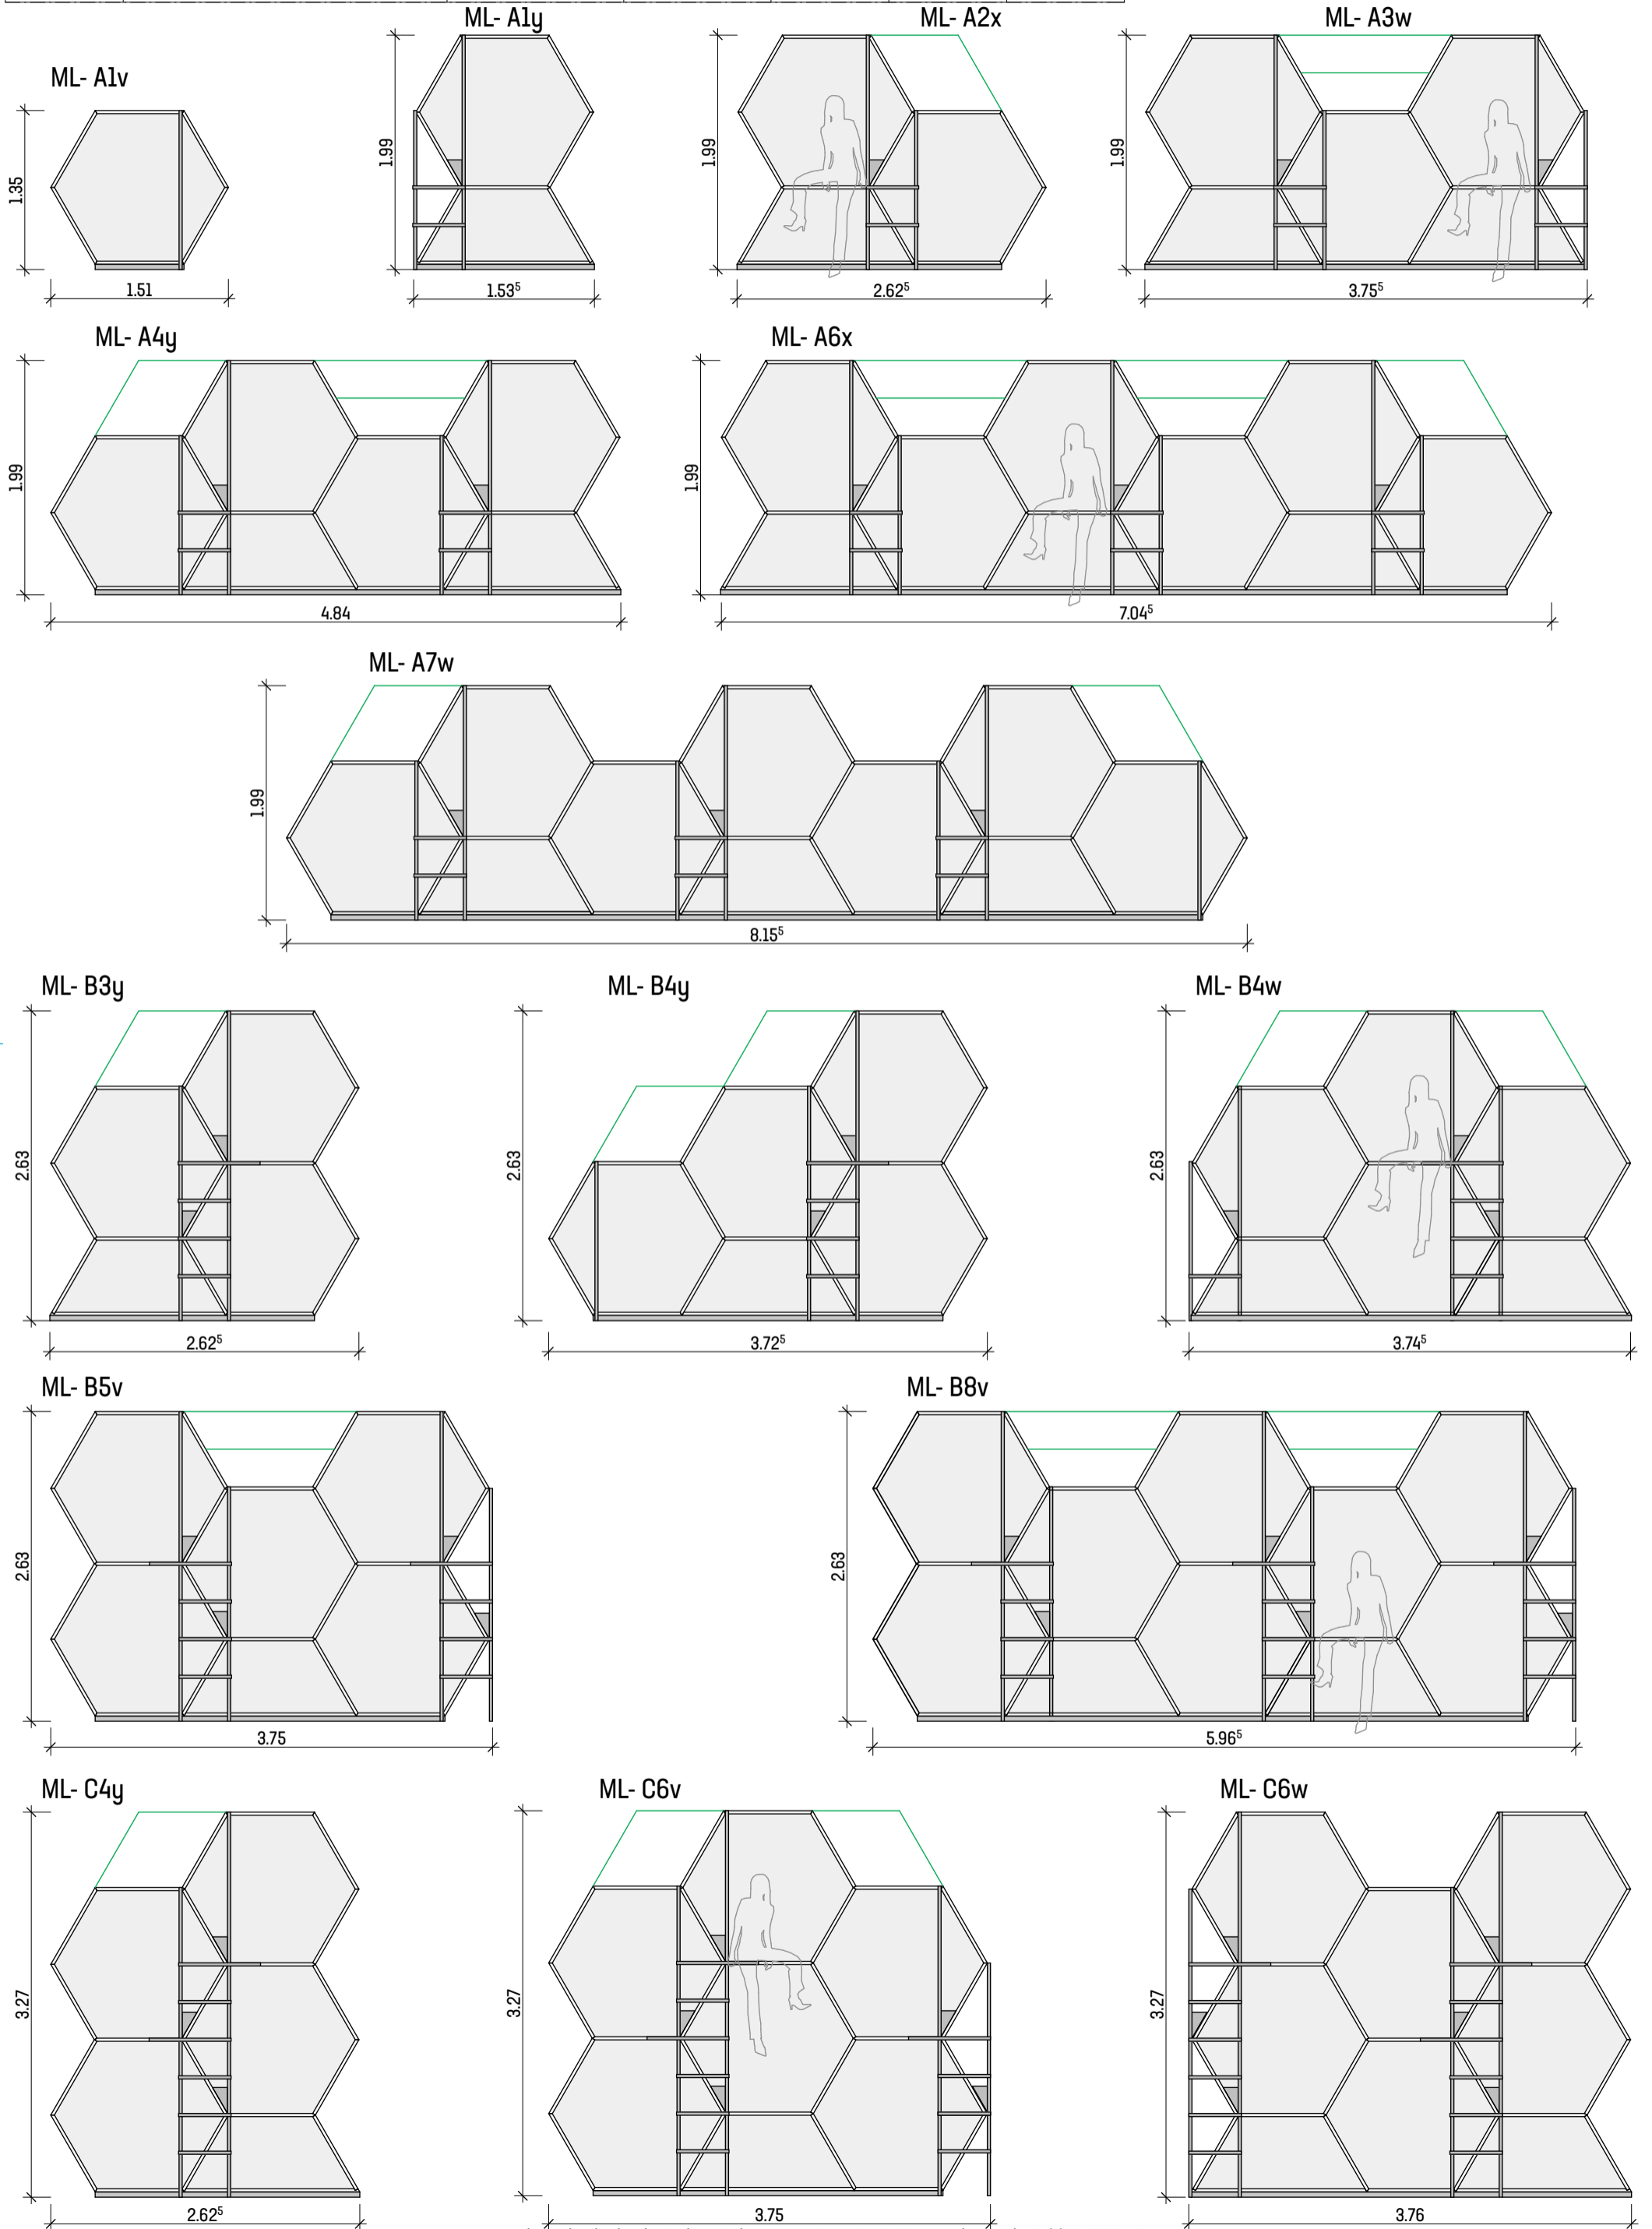 ML- A1y
ML- A2x
ML- A3w
ML- A1v
1.35
1.99
1.99
1.99
1.51
1.53⁵
2.62⁵
3.75⁵
ML- A4y
ML- A6x
1.99
1.99
4.84
7.04⁵
ML- A7w
1.99
8.15⁵
ML- B3y
ML- B4y
ML- B4w
2.63
2.63
2.63
2.62⁵
3.72⁵
3.74⁵
ML- B5v
ML- B8v
2.63
2.63
3.75
5.96⁵
ML- C4y
ML- C6v
ML- C6w
3.27
3.27
3.27
2.62⁵
3.75
3.76